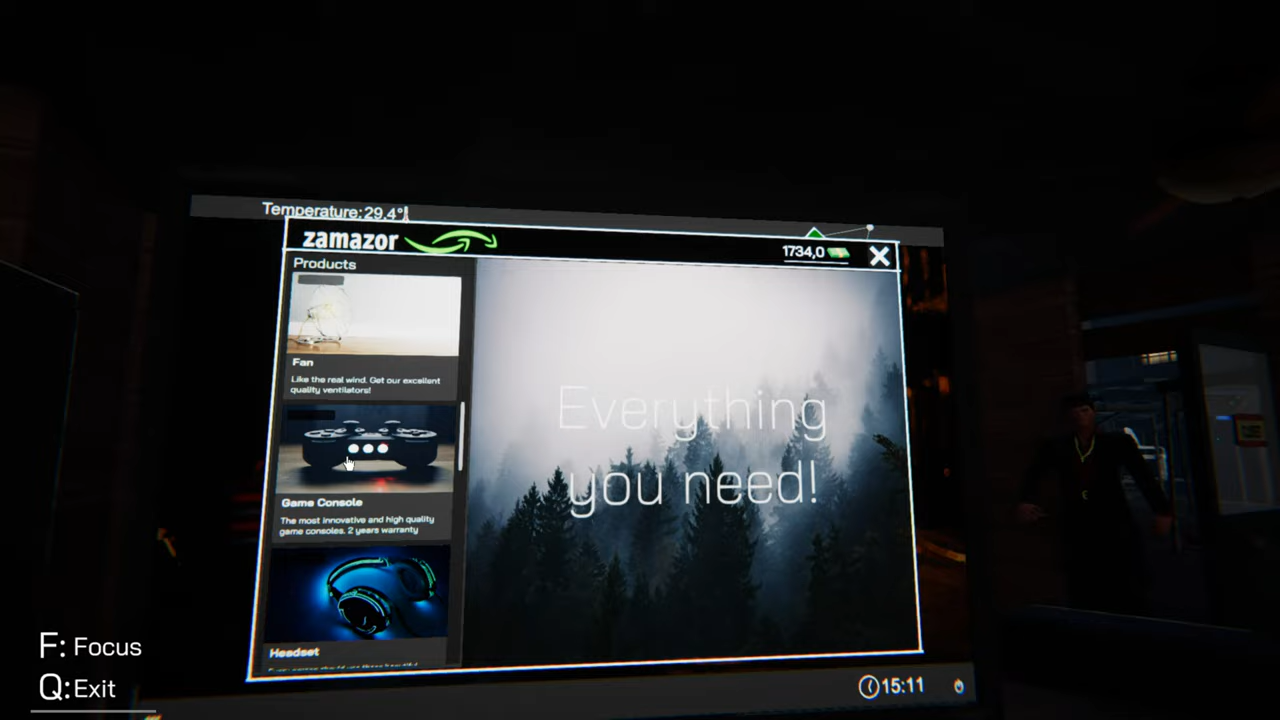 Temperature: 29.4°
zamazor
1734,0
Products
Fan
Like the real wind. Get our excellent
quality ventilators!
Game Console
The most innovative and high quality
game consoles. 2 years warranty
Headset
Everything
you need!
F: Focus
Q: Exit
15:11